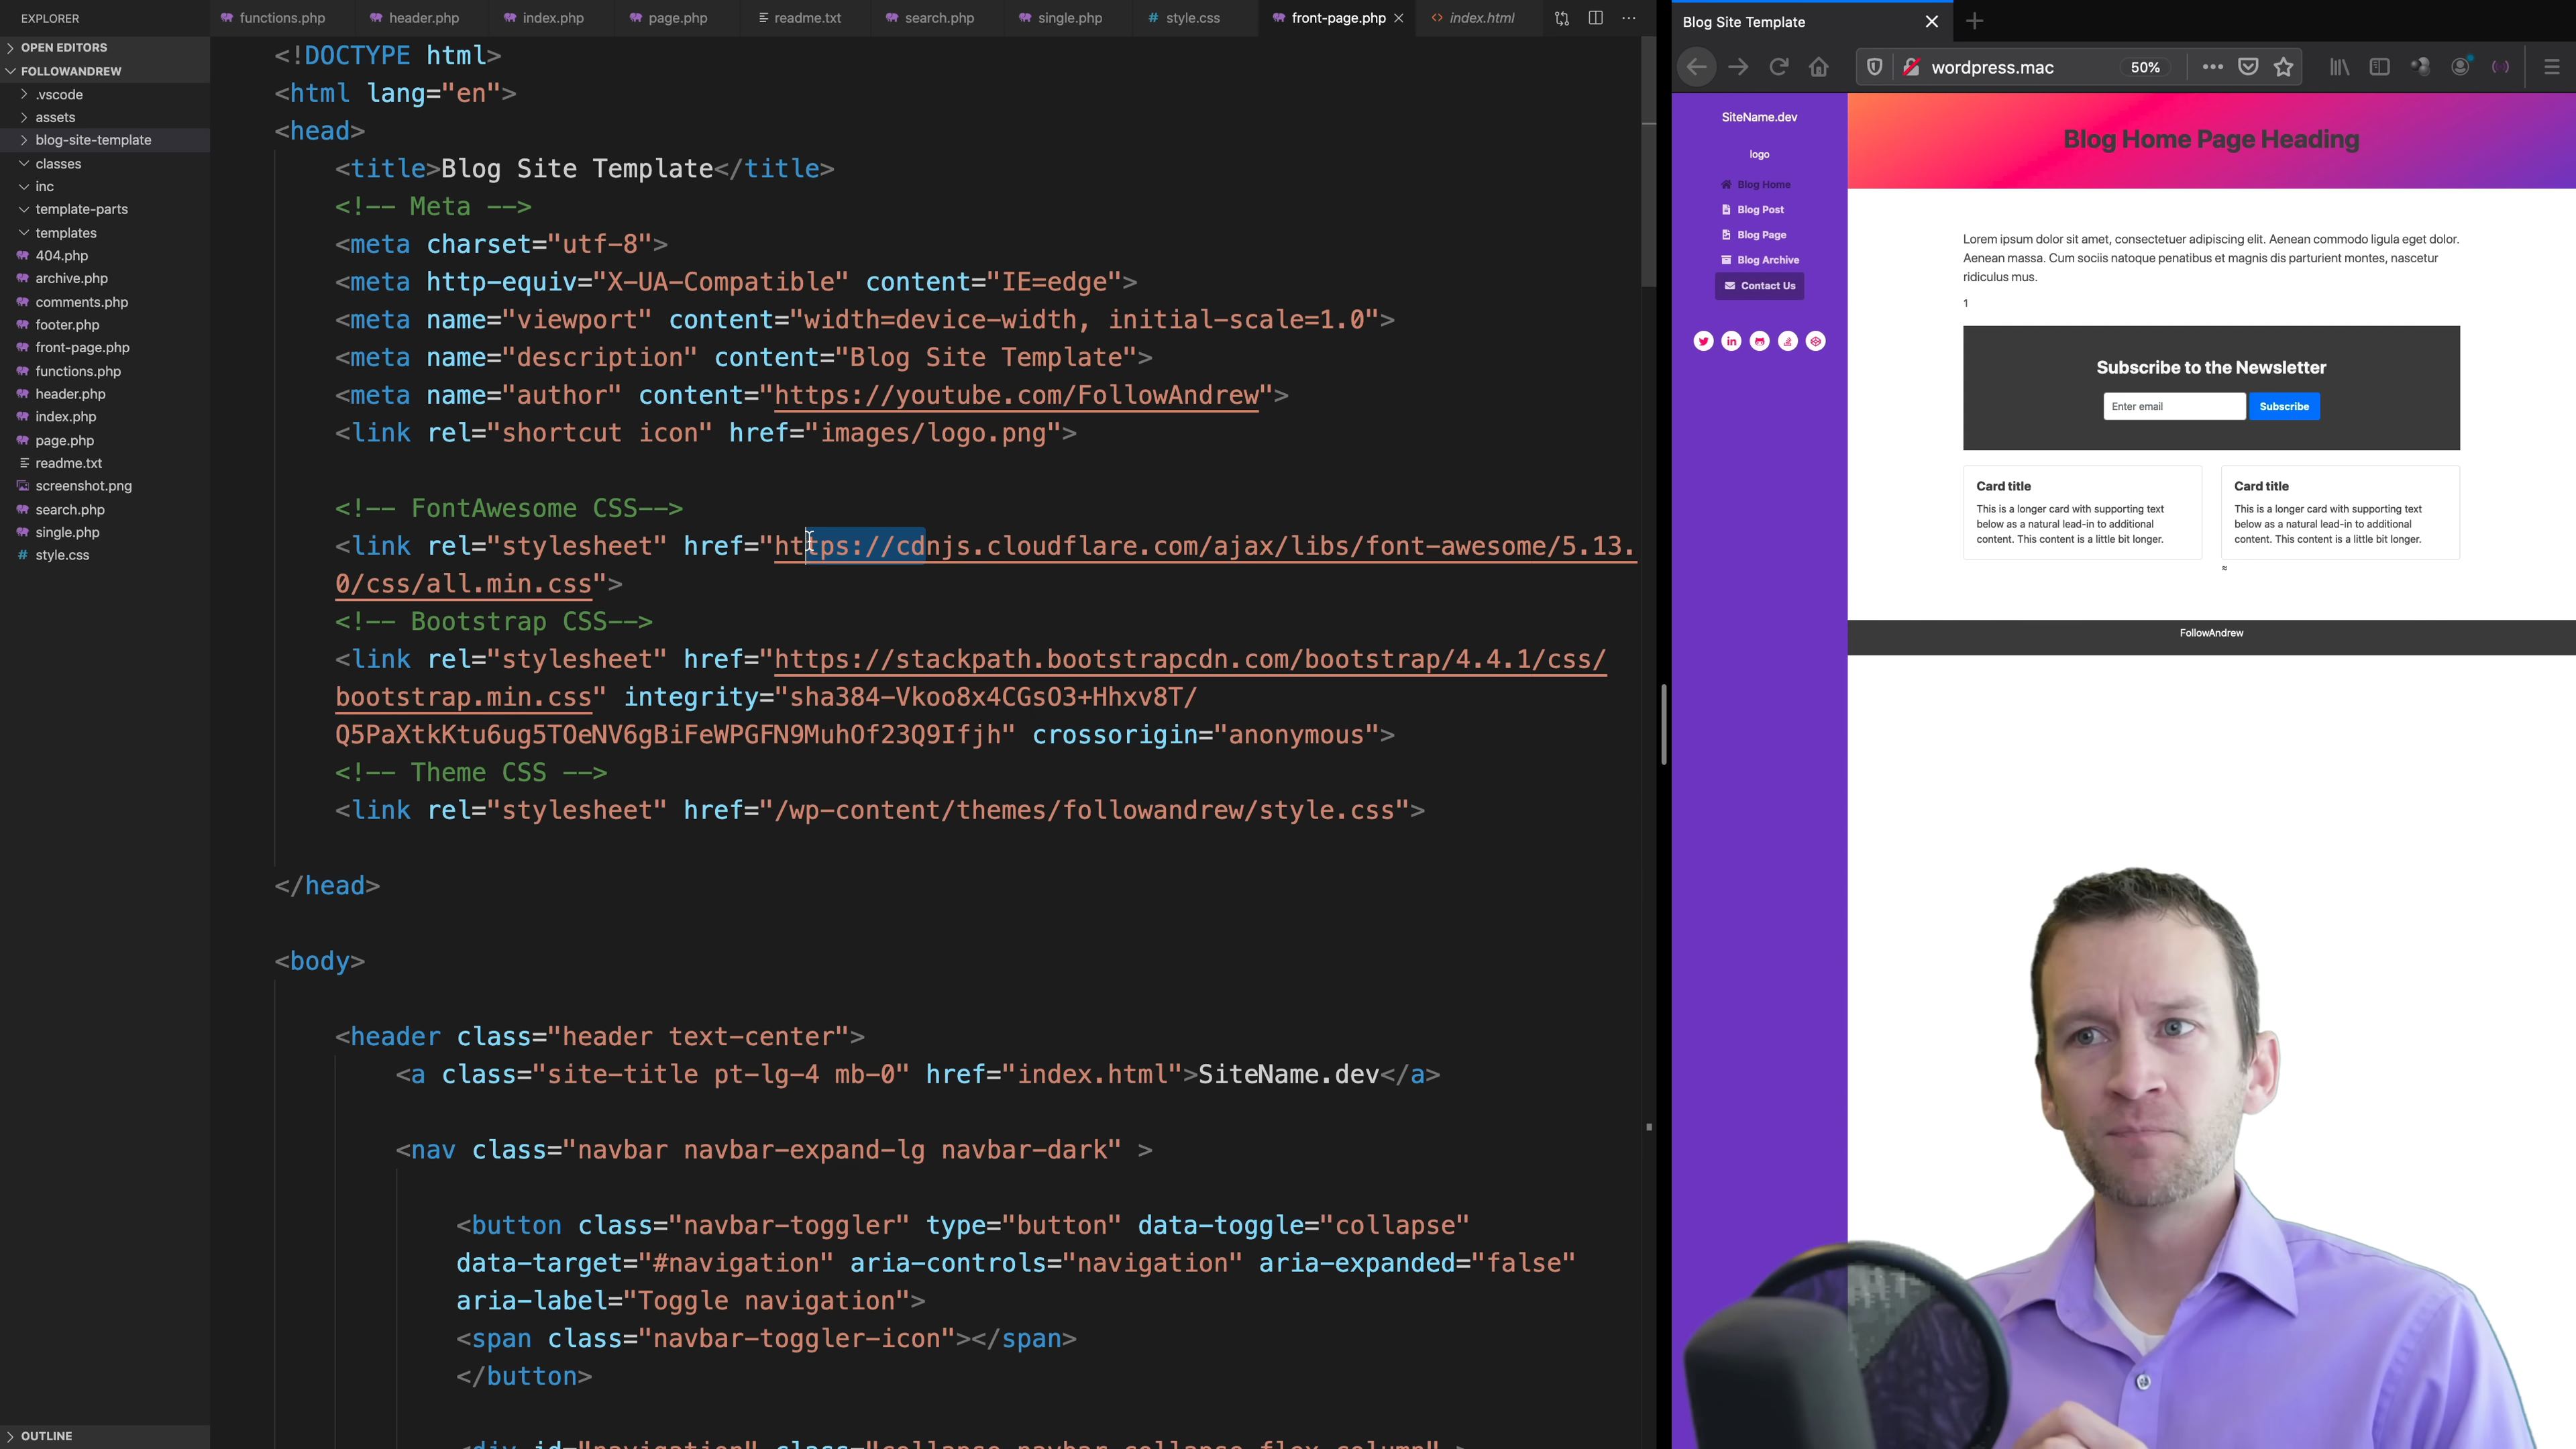 EXPLORER
OPEN EDITORS
FOLLOWANDREW
.vscode
assets
blog-site-template
classes
inc
template-parts
templates
404.php
archive.php
comments.php
footer.php
front-page.php
functions.php
header.php
index.php
page.php
readme.txt
screenshot.png
search.php
single.php
# style.css
OUTLINE
functions.php header.php index.php page.php readme.txt search.php single.php # style.css front-page.php <> index.html
<!DOCTYPE html>
<html lang="en">
<head>
<title>Blog Site Template</title>
<!-- Meta -->
<meta charset="utf-8">
<meta http-equiv="X-UA-Compatible" content="IE=edge">
<meta name="viewport" content="width=device-width, initial-scale=1.0">
<meta name="description" content="Blog Site Template">
<meta name="author" content="https://youtube.com/FollowAndrew">
<link rel="shortcut icon" href="images/logo.png">
<!-- FontAwesome CSS-->
<link rel="stylesheet" href="https://cdnjs.cloudflare.com/ajax/libs/font-awesome/5.13.
0/css/all.min.css">
<!-- Bootstrap CSS-->
<link rel="stylesheet" href="https://stackpath.bootstrapcdn.com/bootstrap/4.4.1/css/
bootstrap.min.css" integrity="sha384-Vkoo8x4CGsO3+Hhxv8T/
Q5PaXtkKtu6ug5TOeNV6gBiFeWPGFN9MuhOf23Q9Ifjh" crossorigin="anonymous">
<!-- Theme CSS -->
<link rel="stylesheet" href="/wp-content/themes/followandrew/style.css">
</head>
<body>
<header class="header text-center">
<a class="site-title pt-lg-4 mb-0" href="index.html">SiteName.dev</a>
<nav class="navbar navbar-expand-lg navbar-dark" >
<button class="navbar-toggler" type="button" data-toggle="collapse"
data-target="#navigation" aria-controls="navigation" aria-expanded="false"
aria-label="Toggle navigation">
<span class="navbar-toggler-icon"></span>
</button>
<div id="navigation" class="collapse navbar-collapse flex-column" >
Blog Site Template
wordpress.mac 50%
SiteName.dev
logo
Blog Home
Blog Post
Blog Page
Blog Archive
Contact Us
Blog Home Page Heading
Lorem ipsum dolor sit amet, consectetuer adipiscing elit. Aenean commodo ligula eget dolor.
Aenean massa. Cum sociis natoque penatibus et magnis dis parturient montes, nascetur
ridiculus mus.
1
Subscribe to the Newsletter
Enter email Subscribe
Card title
This is a longer card with supporting text
below as a natural lead-in to additional
content. This content is a little bit longer.
Card title
This is a longer card with supporting text
below as a natural lead-in to additional
content. This content is a little bit longer.
FollowAndrew